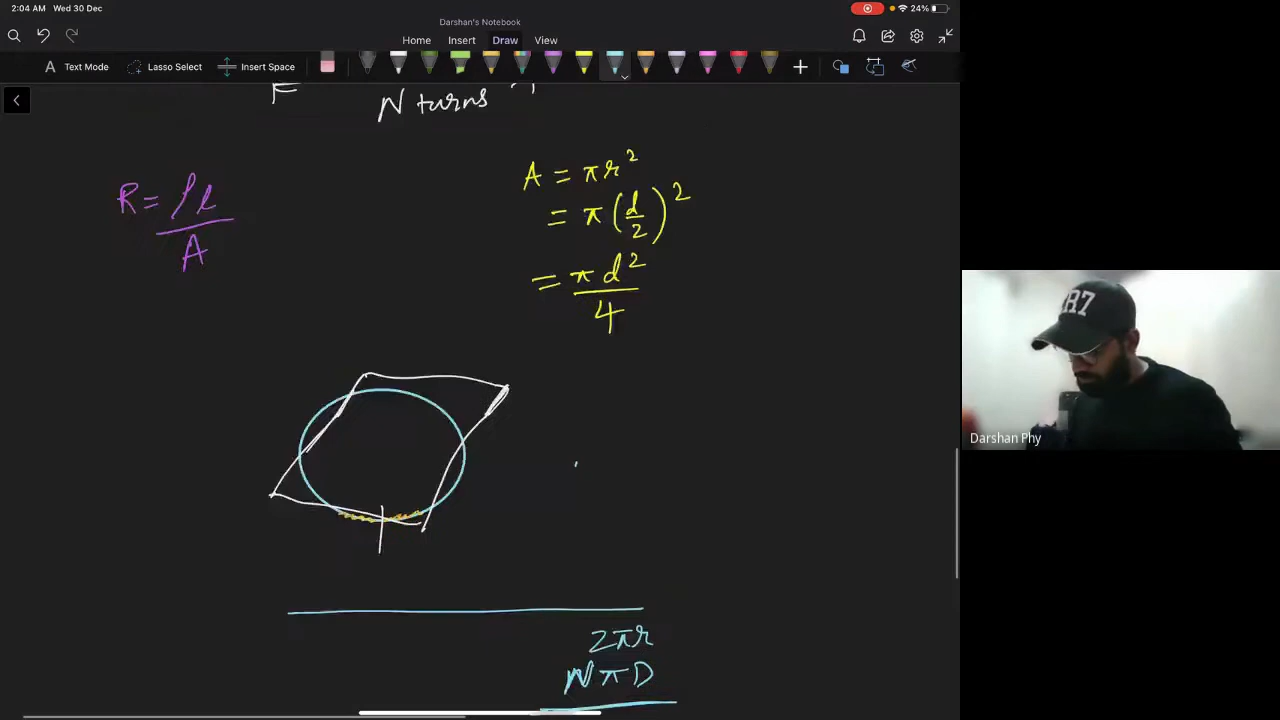 2:04 AM Wed 30 Dec
24%
Darshan's Notebook
Home Insert Draw View
Text Mode Lasso Select Insert Space
F
N turns
R = ρl/A
A = πr²
= π(d/2)²
= πd²/4
R7
Darshan Phy
2πr
NπD